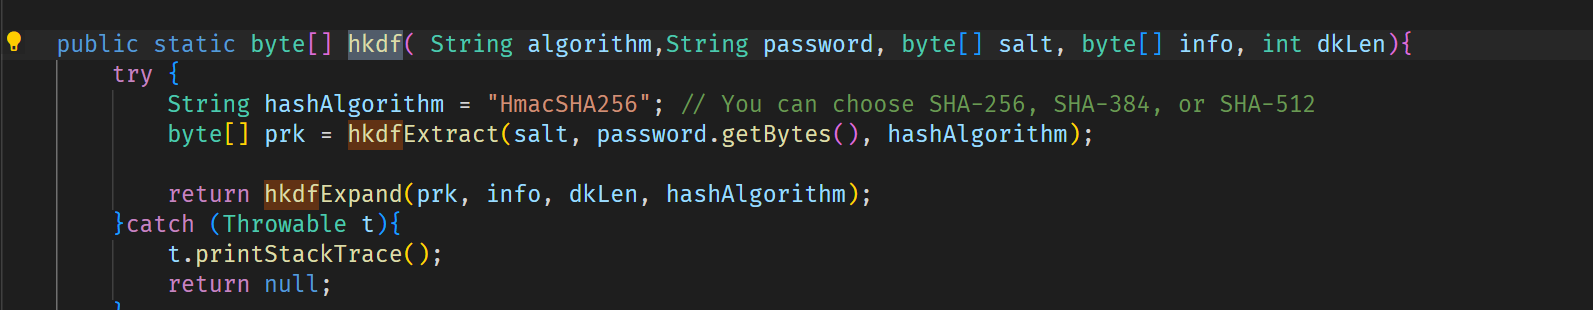 public static byte[] hkdf( String algorithm,String password, byte[] salt, byte[] info, int dkLen){
try {
String hashAlgorithm = "HmacSHA256"; // You can choose SHA-256, SHA-384, or SHA-512
byte[] prk = hkdfExtract(salt, password.getBytes(), hashAlgorithm);
return hkdfExpand(prk, info, dkLen, hashAlgorithm);
}catch (Throwable t){
t.printStackTrace();
return null;
}